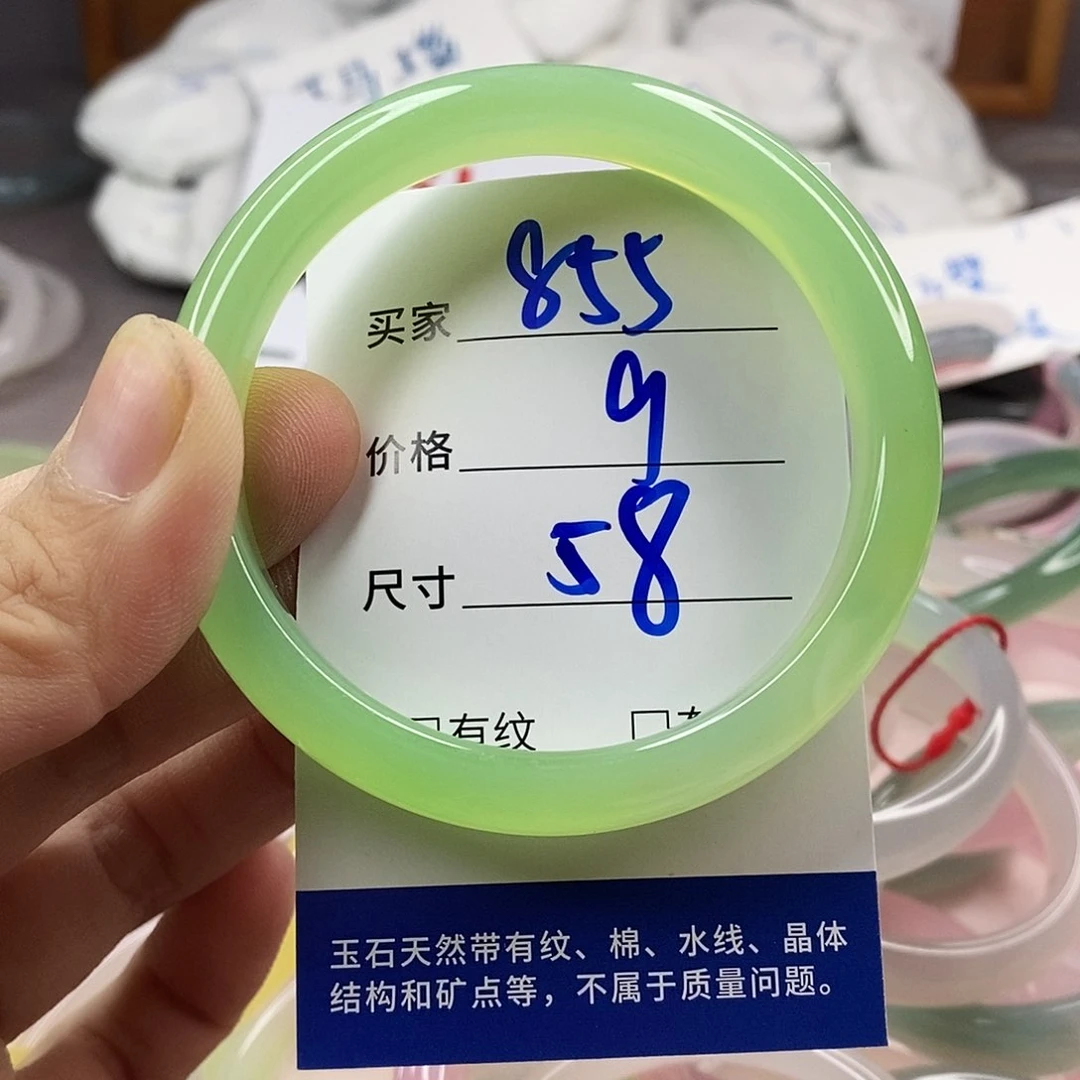 买家 855
价格 9
尺寸 58
□有纹 □
玉石天然带有纹、棉、水线、晶体
结构和矿点等，不属于质量问题。